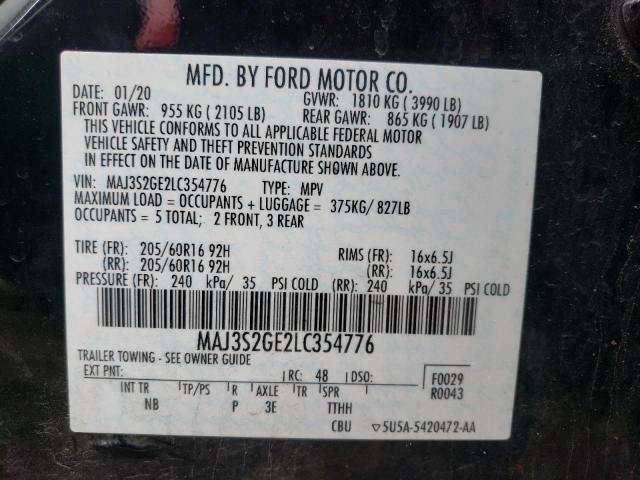 MFD. BY FORD MOTOR CO.
DATE: 01/20 GVWR: 1810 KG ( 3990 LB)
FRONT GAWR: 955 KG ( 2105 LB) REAR GAWR: 865 KG ( 1907 LB)
THIS VEHICLE CONFORMS TO ALL APPLICABLE FEDERAL MOTOR
VEHICLE SAFETY AND THEFT PREVENTION STANDARDS
IN EFFECT ON THE DATE OF MANUFACTURE SHOWN ABOVE.
VIN: MAJ3S2GE2LC354776 TYPE: MPV
MAXIMUM LOAD = OCCUPANTS + LUGGAGE = 375KG/ 827LB
OCCUPANTS = 5 TOTAL; 2 FRONT, 3 REAR
TIRE (FR): 205/60R16 92H RIMS (FR): 16x6.5J
(RR): 205/60R16 92H (RR): 16x6.5J
PRESSURE (FR): 240 kPa/ 35 PSI COLD (RR): 240 kPa/ 35 PSI COLD
MAJ3S2GE2LC354776
TRAILER TOWING - SEE OWNER GUIDE
EXT PNT: RC: 48 DSO: F0029
INT TR TP/PS R AXLE TR SPR R0043
NB P 3E TTHH
CBU ▽5U5A-5420472-AA